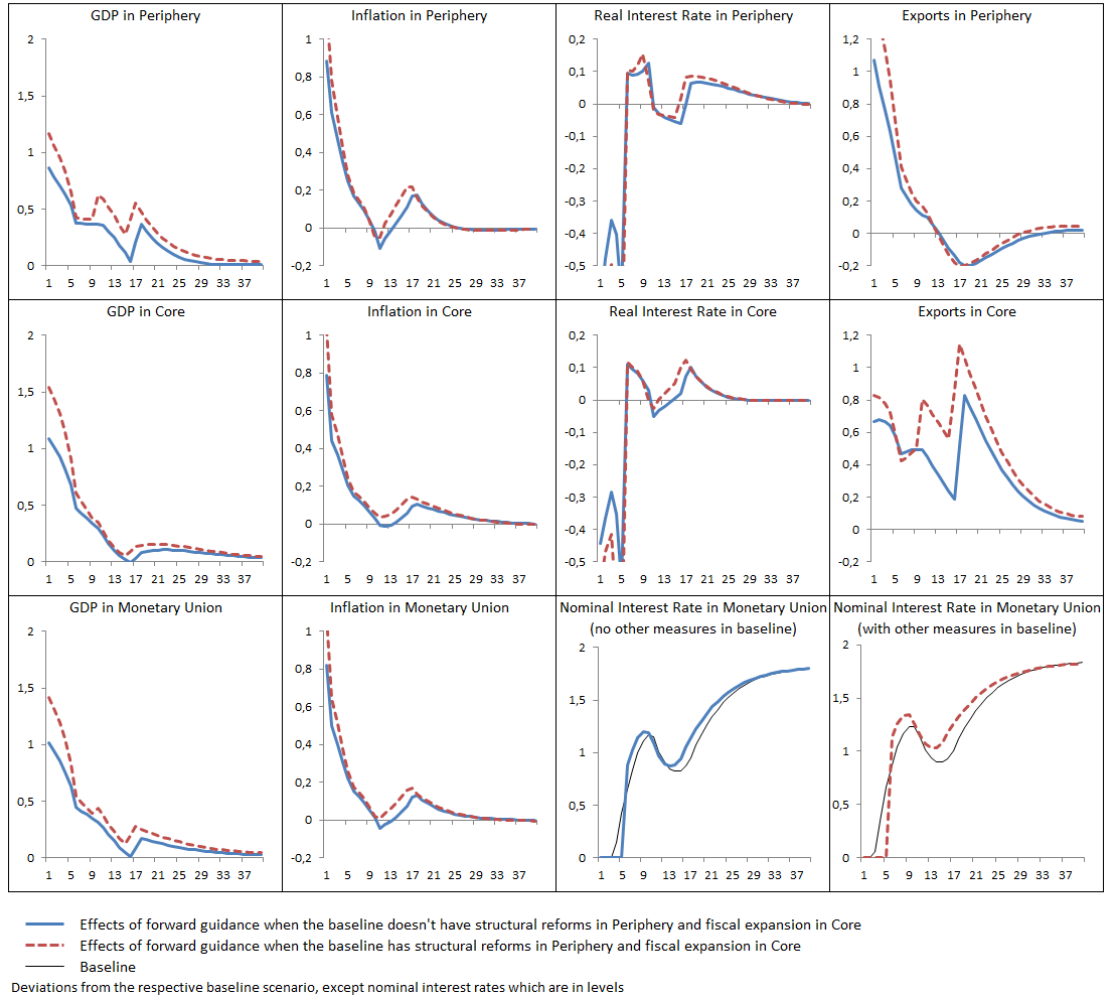 GDP in Periphery
2
1,5
1
0,5
0
1 5 9 13 17 21 25 29 33 37
Inflation in Periphery
1
0,8
0,6
0,4
0,2
0
-0,2
1 5 9 13 17 21 25 29 33 37
Real Interest Rate in Periphery
0,2
0,1
0
-0,1
-0,2
-0,3
-0,4
-0,5
1 5 9 13 17 21 25 29 33 37
Exports in Periphery
1,2
1
0,8
0,6
0,4
0,2
0
-0,2
1 5 9 13 17 21 25 29 33 37
GDP in Core
2
1,5
1
0,5
0
1 5 9 13 17 21 25 29 33 37
Inflation in Core
1
0,8
0,6
0,4
0,2
0
-0,2
1 5 9 13 17 21 25 29 33 37
Real Interest Rate in Core
0,2
0,1
0
-0,1
-0,2
-0,3
-0,4
-0,5
1 5 9 13 17 21 25 29 33 37
Exports in Core
1,2
1
0,8
0,6
0,4
0,2
0
-0,2
1 5 9 13 17 21 25 29 33 37
GDP in Monetary Union
2
1,5
1
0,5
0
1 5 9 13 17 21 25 29 33 37
Inflation in Monetary Union
1
0,8
0,6
0,4
0,2
0
-0,2
1 5 9 13 17 21 25 29 33 37
Nominal Interest Rate in Monetary Union
(no other measures in baseline)
2
1,5
1
0,5
0
1 5 9 13 17 21 25 29 33 37
Nominal Interest Rate in Monetary Union
(with other measures in baseline)
2
1,5
1
0,5
0
1 5 9 13 17 21 25 29 33 37
Effects of forward guidance when the baseline doesn't have structural reforms in Periphery and fiscal expansion in Core
Effects of forward guidance when the baseline has structural reforms in Periphery and fiscal expansion in Core
Baseline
Deviations from the respective baseline scenario, except nominal interest rates which are in levels